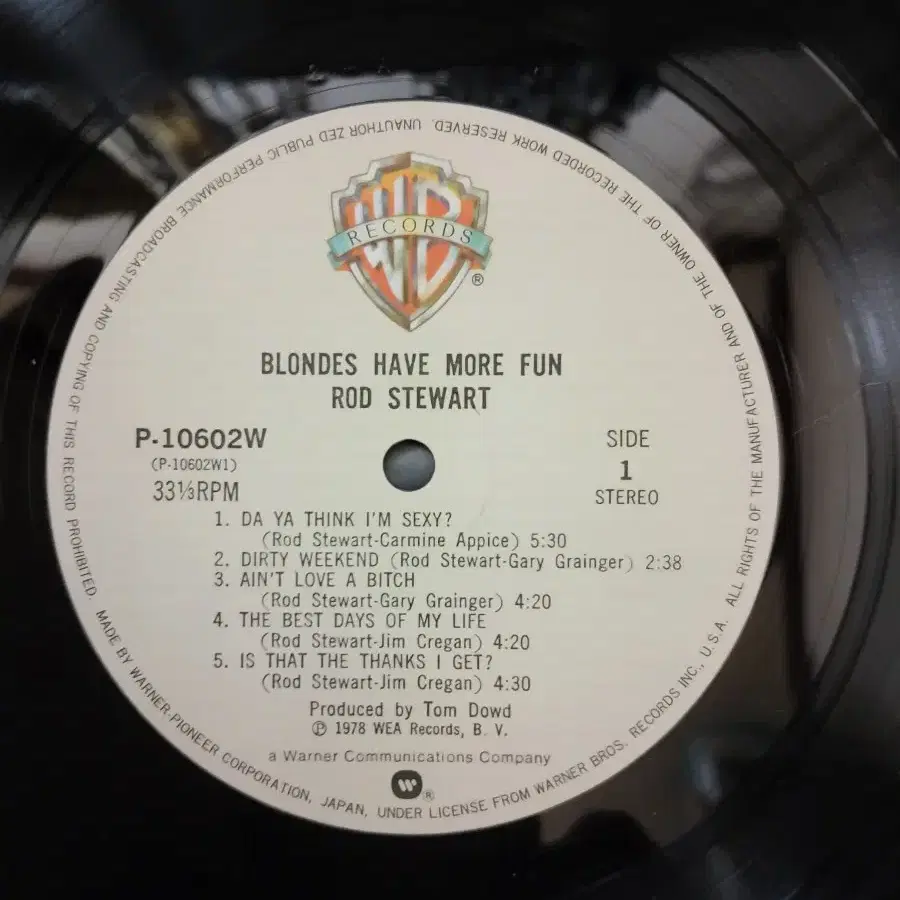 RECORDS
®
BLONDES HAVE MORE FUN
ROD STEWART
P-10602W
(P-10602W1)
33⅓RPM
SIDE
1
STEREO
1. DA YA THINK I'M SEXY?
(Rod Stewart-Carmine Appice) 5:30
2. DIRTY WEEKEND (Rod Stewart-Gary Grainger) 2:38
3. AIN'T LOVE A BITCH
(Rod Stewart-Gary Grainger) 4:20
4. THE BEST DAYS OF MY LIFE
(Rod Stewart-Jim Cregan) 4:20
5. IS THAT THE THANKS I GET?
(Rod Stewart-Jim Cregan) 4:30
Produced by Tom Dowd
℗ 1978 WEA Records, B. V.
a Warner Communications Company
®
MADE BY WARNER-PIONEER CORPORATION, JAPAN, UNDER LICENSE FROM WARNER BROS. RECORDS INC., U.S.A. ALL RIGHTS OF THE MANUFACTURER AND OF THE OWNER OF THE RECORDED WORK RESERVED. UNAUTHOR ZED PUBLIC PERFORMANCE BROADCASTING AND COPYING OF THIS RECORD PROHIBITED.